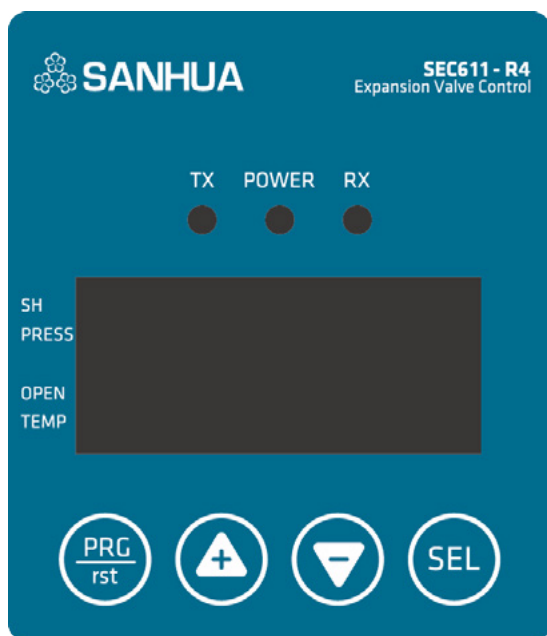 SANHUA
SEC611 - R4
Expansion Valve Control
TX POWER RX
SH
PRESS
OPEN
TEMP
PRG
rst
+
-
SEL